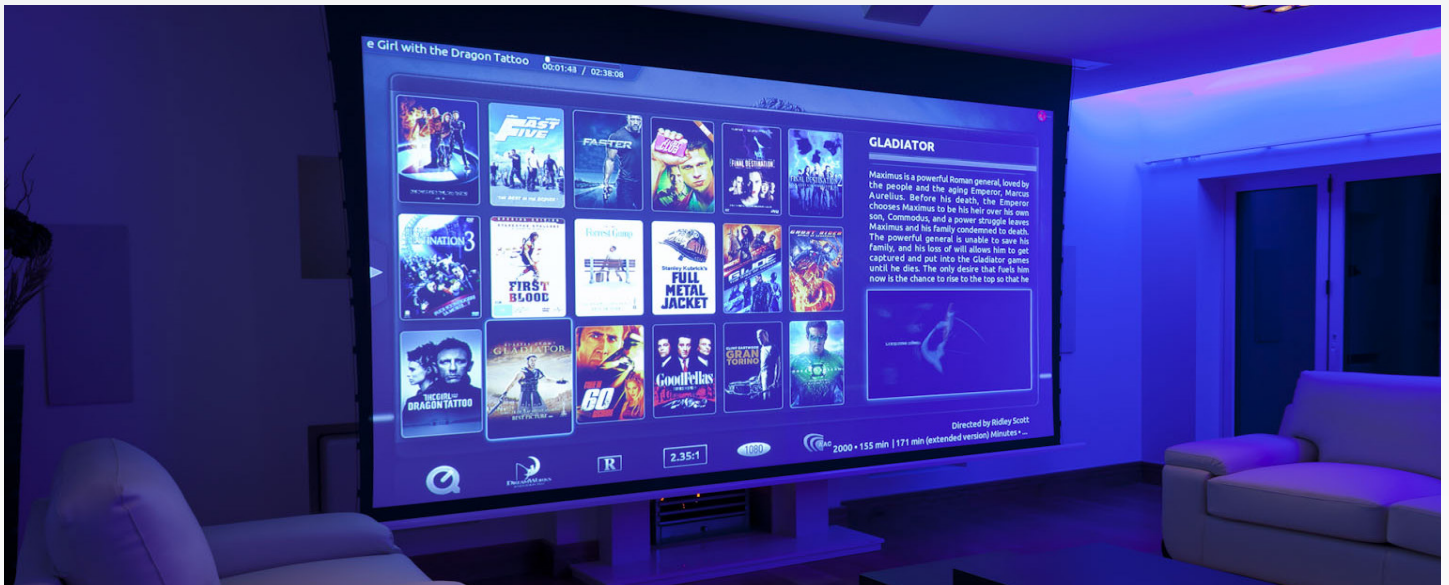 e Girl with the Dragon Tattoo
00:01:48 / 02:38:08
FAST
FIVE
FASTER
FINAL DESTINATION
GLADIATOR
Maximus is a powerful Roman general, loved by
the people and the aging Emperor, Marcus
Aurelius. Before his death, the Emperor
chooses Maximus to be his heir over his own
son, Commodus, and a power struggle leaves
Maximus and his family condemned to death.
The powerful general is unable to save his
family, and his loss of will allows him to get
captured and put into the Gladiator games
until he dies. The only desire that fuels him
now is the chance to rise to the top so that he
3
FIRST
BLOOD
Forrest Gump
Stanley Kubrick's
FULL
METAL
JACKET
GHOST RIDER
THE GIRL WITH THE
DRAGON TATTOO
GLADIATOR
60
GoodFellas
CLINT EASTWOOD
GRAN
TORINO
Directed by Ridley Scott
2000 • 155 min | 171 min (extended version) Minutes • ...
DREAMWORKS
R
2.35:1
1080